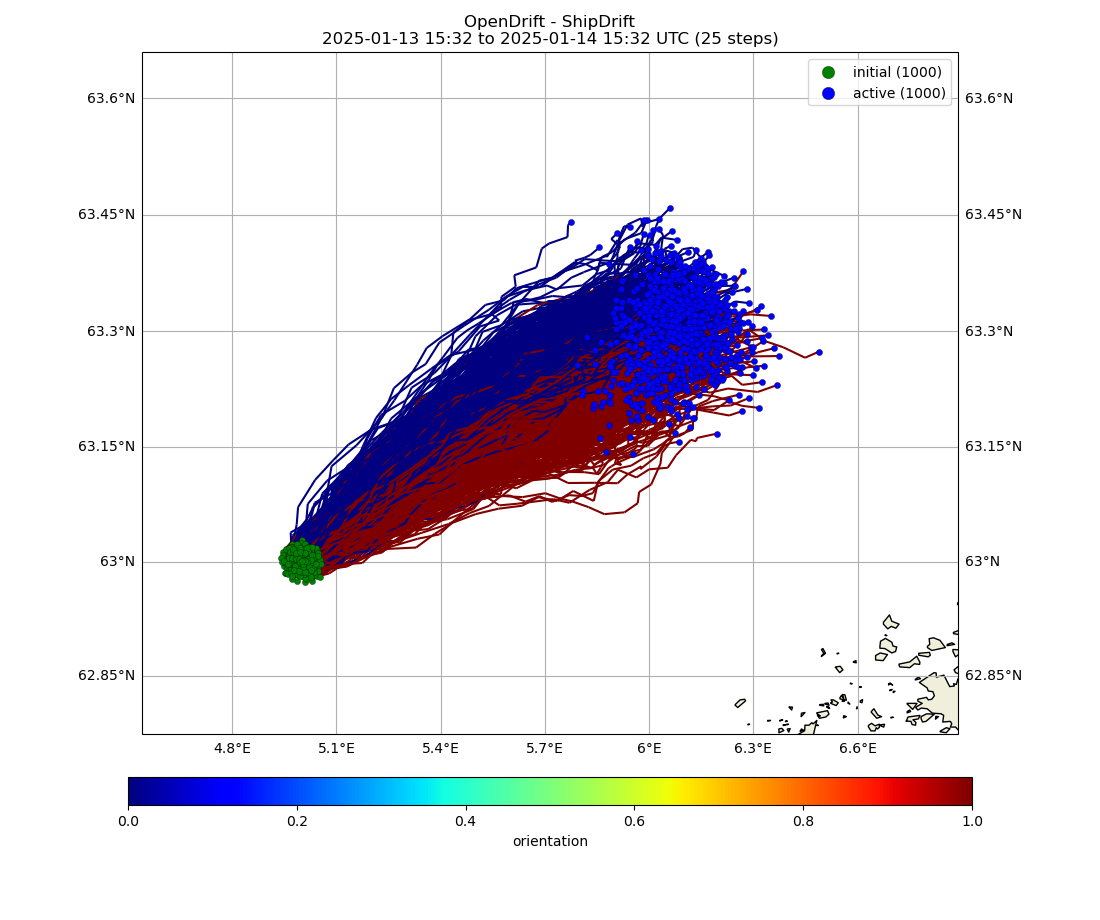 OpenDrift - ShipDrift
2025-01-13 15:32 to 2025-01-14 15:32 UTC (25 steps)
initial (1000)
active (1000)
63.6°N 63.6°N
63.45°N 63.45°N
63.3°N 63.3°N
63.15°N 63.15°N
63°N 63°N
62.85°N 62.85°N
4.8°E 5.1°E 5.4°E 5.7°E 6°E 6.3°E 6.6°E
0.0 0.2 0.4 0.6 0.8 1.0
orientation